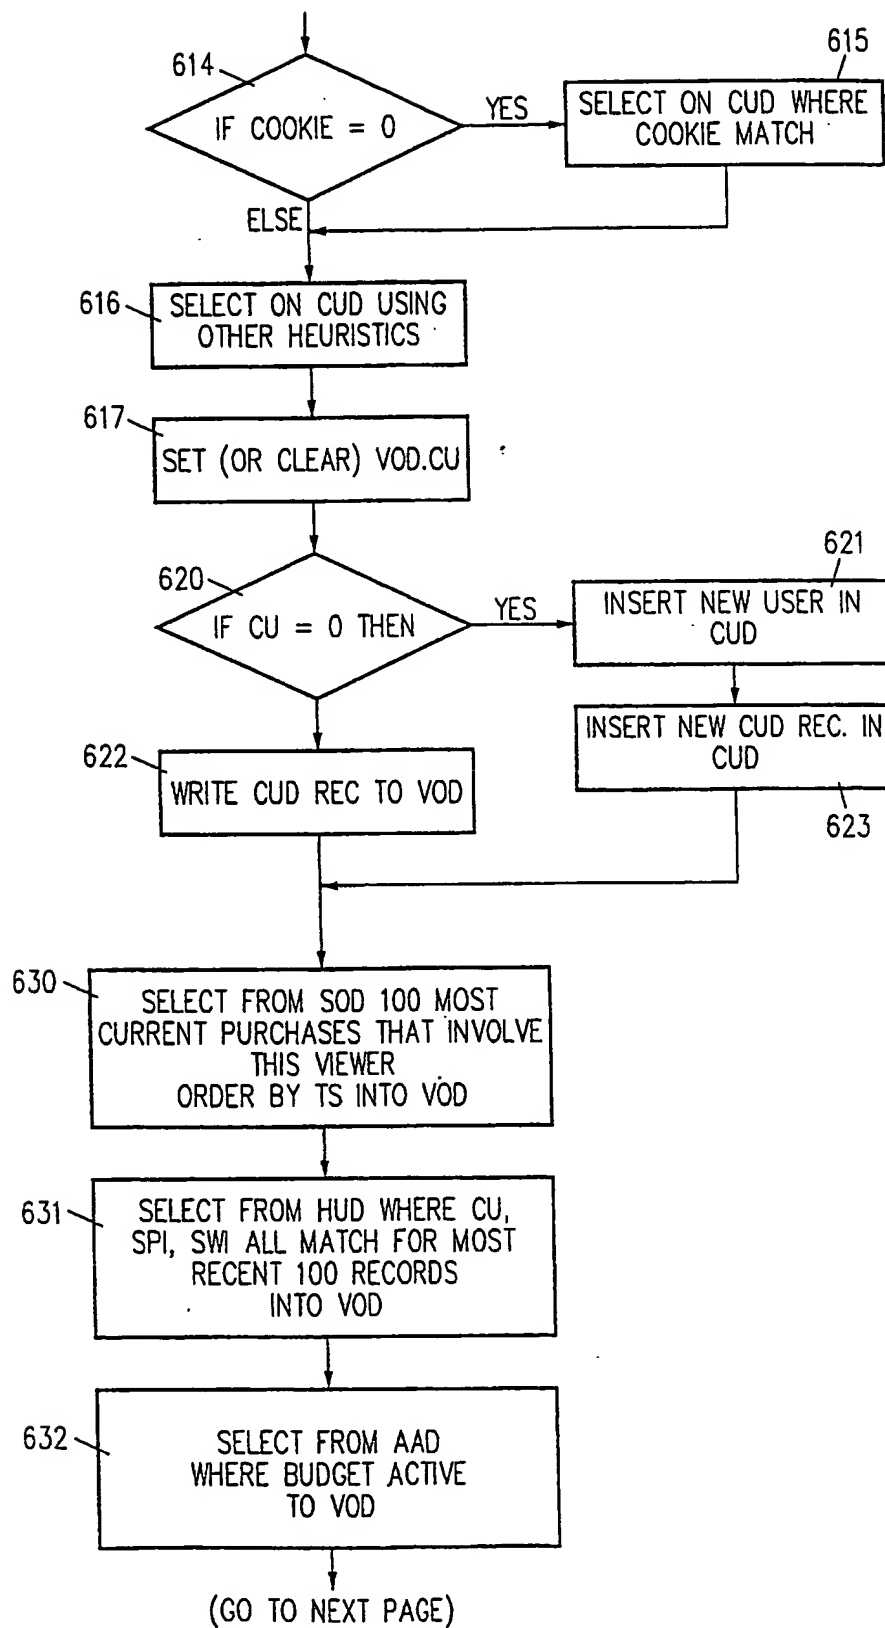 614
IF COOKIE = 0
YES
615
SELECT ON CUD WHERE
COOKIE MATCH
ELSE
616
SELECT ON CUD USING
OTHER HEURISTICS
617
SET (OR CLEAR) VOD.CU
620
IF CU = 0 THEN
YES
621
INSERT NEW USER IN
CUD
INSERT NEW CUD REC. IN
CUD
623
622
WRITE CUD REC TO VOD
630
SELECT FROM SOD 100 MOST
CURRENT PURCHASES THAT INVOLVE
THIS VIEWER
ORDER BY TS INTO VOD
631
SELECT FROM HUD WHERE CU,
SPI, SWI ALL MATCH FOR MOST
RECENT 100 RECORDS
INTO VOD
632
SELECT FROM AAD
WHERE BUDGET ACTIVE
TO VOD
(GO TO NEXT PAGE)